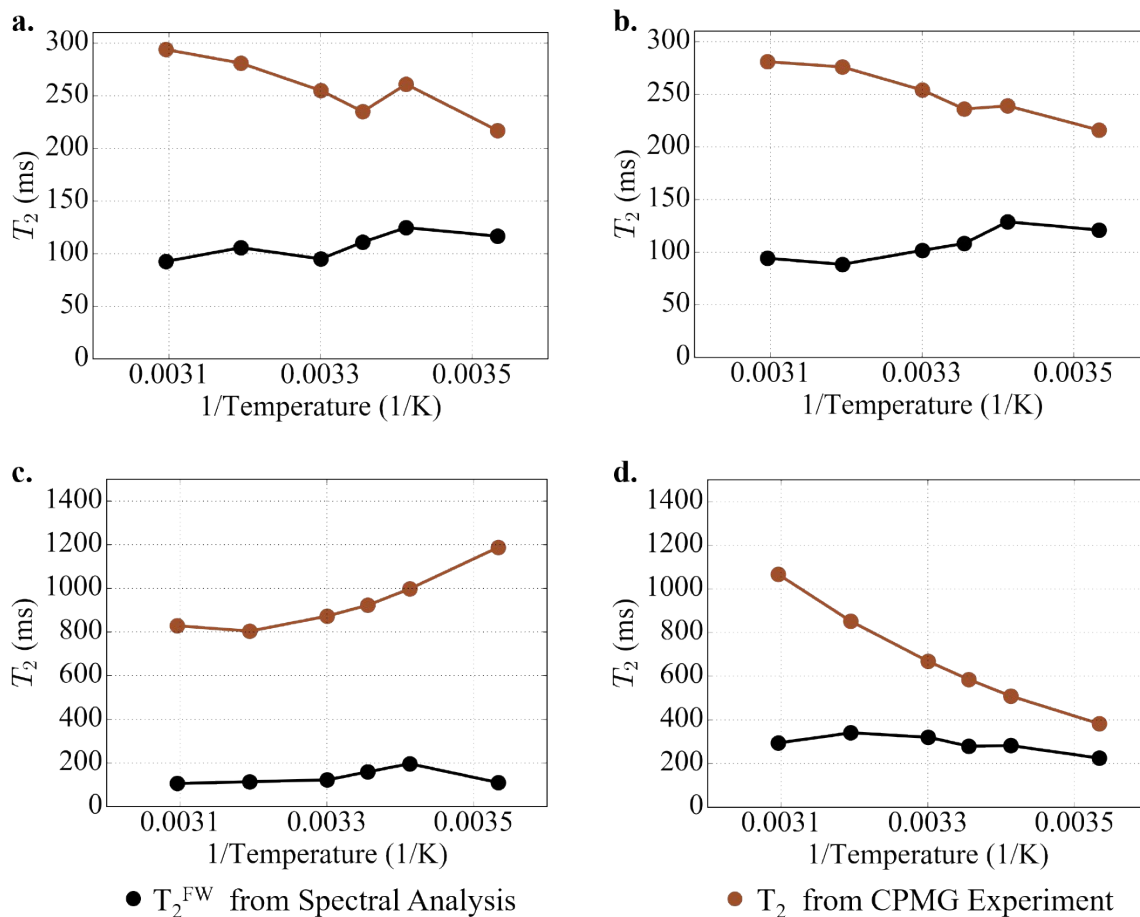 a.
300
250
200
150
100
50
0
T₂ (ms)
0.0031 0.0033 0.0035
1/Temperature (1/K)
b.
300
250
200
150
100
50
0
T₂ (ms)
0.0031 0.0033 0.0035
1/Temperature (1/K)
c.
1400
1200
1000
800
600
400
200
0
T₂ (ms)
0.0031 0.0033 0.0035
1/Temperature (1/K)
d.
1400
1200
1000
800
600
400
200
0
T₂ (ms)
0.0031 0.0033 0.0035
1/Temperature (1/K)
T₂ᶠᵂ from Spectral Analysis
T₂ from CPMG Experiment